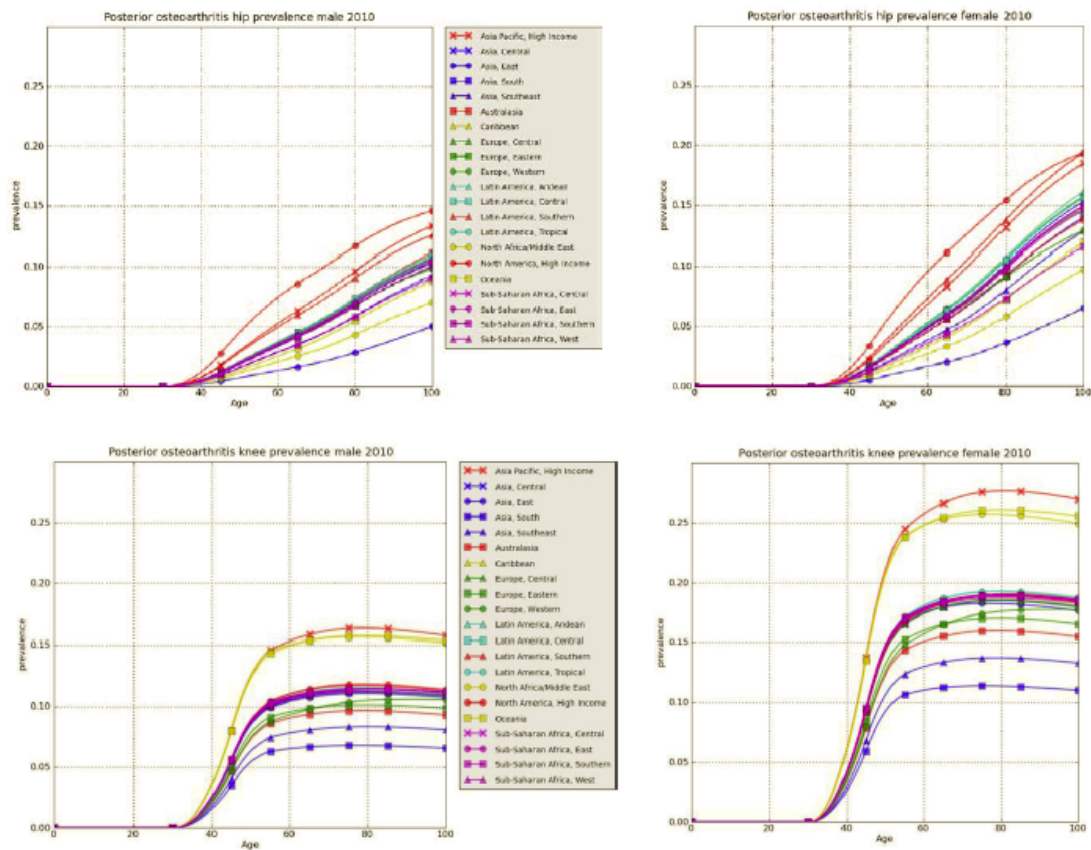 Posterior osteoarthritis hip prevalence male 2010
0.25
0.20
0.15
0.10
0.05
0.00
prevalence
0 20 40 60 80 100
Age
Asia Pacific, High Income
Asia, Central
Asia, East
Asia, South
Asia, Southeast
Australasia
Caribbean
Europe, Central
Europe, Eastern
Europe, Western
Latin America, Andean
Latin America, Central
Latin America, Southern
Latin America, Tropical
North Africa/Middle East
North America, High Income
Oceania
Sub-Saharan Africa, Central
Sub-Saharan Africa, East
Sub-Saharan Africa, Southern
Sub-Saharan Africa, West
Posterior osteoarthritis hip prevalence female 2010
0.25
0.20
0.15
0.10
0.05
0.00
prevalence
0 20 40 60 80 100
Age
Posterior osteoarthritis knee prevalence male 2010
0.25
0.20
0.15
0.10
0.05
0.00
prevalence
0 20 40 60 80 100
Age
Asia Pacific, High Income
Asia, Central
Asia, East
Asia, South
Asia, Southeast
Australasia
Caribbean
Europe, Central
Europe, Eastern
Europe, Western
Latin America, Andean
Latin America, Central
Latin America, Southern
Latin America, Tropical
North Africa/Middle East
North America, High Income
Oceania
Sub-Saharan Africa, Central
Sub-Saharan Africa, East
Sub-Saharan Africa, Southern
Sub-Saharan Africa, West
Posterior osteoarthritis knee prevalence female 2010
0.25
0.20
0.15
0.10
0.05
0.00
prevalence
0 20 40 60 80 100
Age